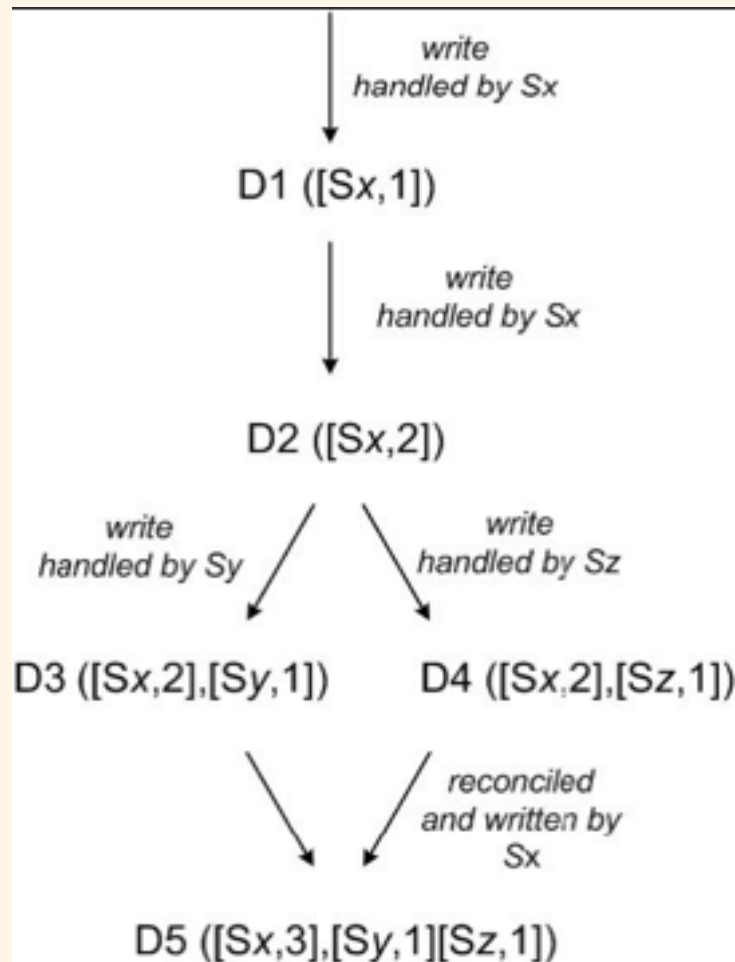 write
handled by Sx
D1 ([Sx,1])
write
handled by Sx
D2 ([Sx,2])
write
handled by Sy
write
handled by Sz
D3 ([Sx,2],[Sy,1])
D4 ([Sx,2],[Sz,1])
reconciled
and written by
Sx
D5 ([Sx,3],[Sy,1][Sz,1])